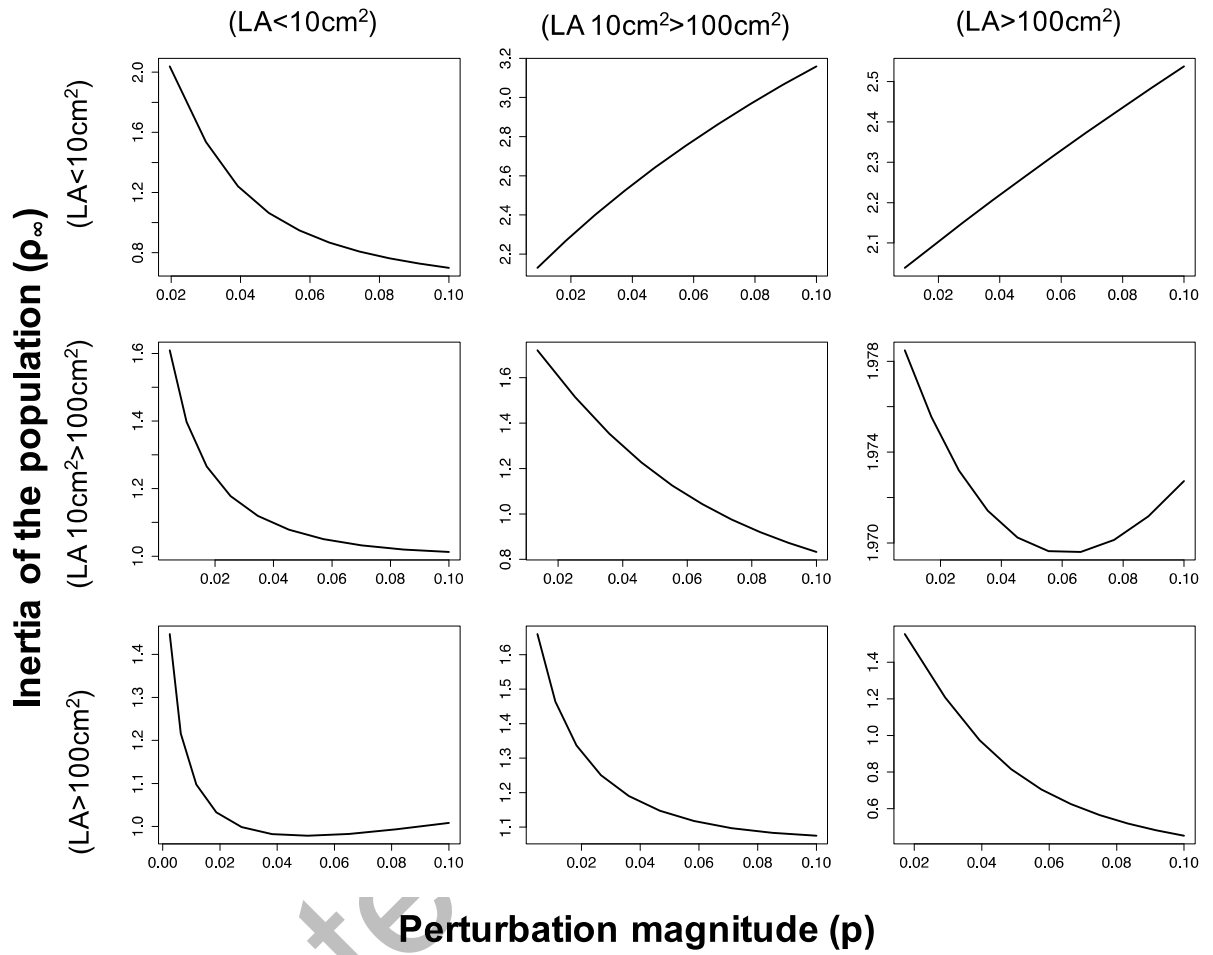 (LA<10cm²) (LA 10cm²>100cm²) (LA>100cm²)
Inertia of the population (ρ∞)
(LA<10cm²)
0.8 1.2 1.6 2.0
0.02 0.04 0.06 0.08 0.10
2.2 2.4 2.6 2.8 3.0 3.2
0.02 0.04 0.06 0.08 0.10
2.1 2.2 2.3 2.4 2.5
0.02 0.04 0.06 0.08 0.10
(LA 10cm²>100cm²)
1.0 1.2 1.4 1.6
0.02 0.04 0.06 0.08 0.10
0.8 1.0 1.2 1.4 1.6
0.02 0.04 0.06 0.08 0.10
1.970 1.974 1.978
0.02 0.04 0.06 0.08 0.10
(LA>100cm²)
1.0 1.1 1.2 1.3 1.4
0.00 0.02 0.04 0.06 0.08 0.10
1.1 1.2 1.3 1.4 1.5 1.6
0.02 0.04 0.06 0.08 0.10
0.6 0.8 1.0 1.2 1.4
0.02 0.04 0.06 0.08 0.10
te
Perturbation magnitude (p)